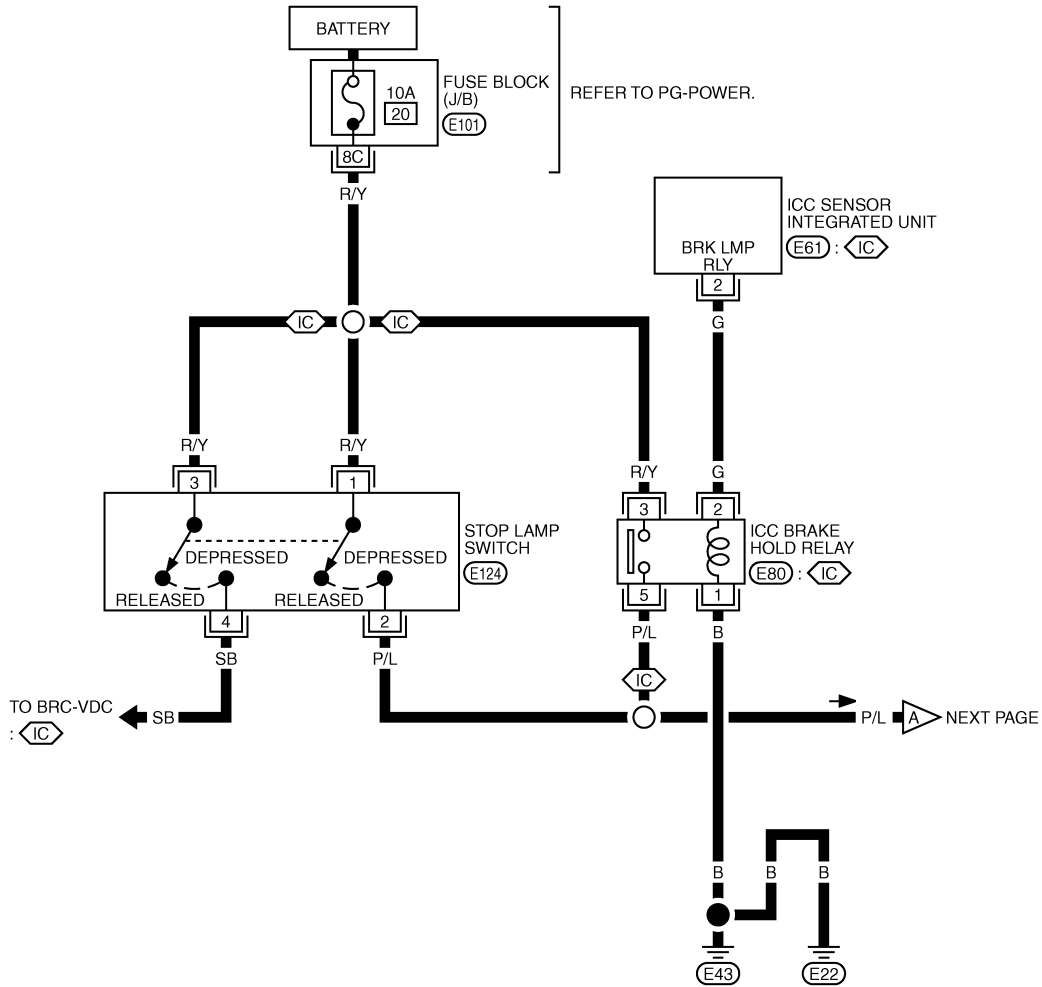 BATTERY
10A
20
FUSE BLOCK
(J/B)
E101
REFER TO PG-POWER.
8C
R/Y
ICC SENSOR
INTEGRATED UNIT
E61 : IC
BRK LMP
RLY
2
G
IC
IC
R/Y
R/Y
R/Y
G
3
1
3
2
STOP LAMP
SWITCH
E124
DEPRESSED
DEPRESSED
RELEASED
RELEASED
ICC BRAKE
HOLD RELAY
E80 : IC
4
2
5
1
SB
P/L
P/L
B
IC
TO BRC-VDC
: IC
SB
P/L
A
NEXT PAGE
B
B
B
E43
E22